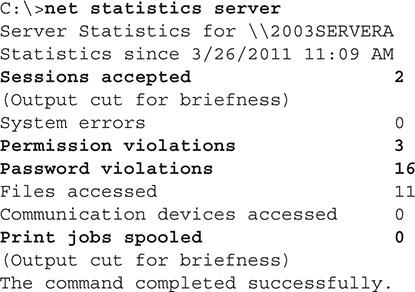 C:\>net statistics server
Server Statistics for \\2003SERVERA
Statistics since 3/26/2011 11:09 AM
Sessions accepted 2
(Output cut for briefness)
System errors 0
Permission violations 3
Password violations 16
Files accessed 11
Communication devices accessed 0
Print jobs spooled 0
(Output cut for briefness)
The command completed successfully.